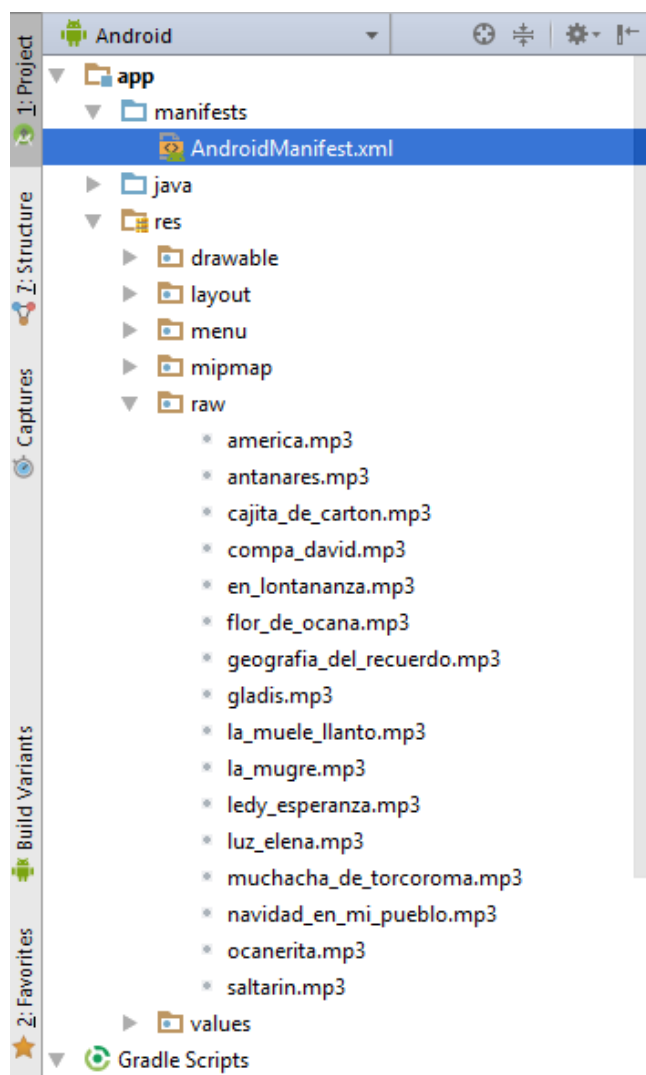 Android
app
manifests
AndroidManifest.xml
java
res
drawable
layout
menu
mipmap
raw
america.mp3
antanares.mp3
cajita_de_carton.mp3
compa_david.mp3
en_lontananza.mp3
flor_de_ocana.mp3
geografia_del_recuerdo.mp3
gladis.mp3
la_muele_llanto.mp3
la_mugre.mp3
ledy_esperanza.mp3
luz_elena.mp3
muchacha_de_torcoroma.mp3
navidad_en_mi_pueblo.mp3
ocanerita.mp3
saltarin.mp3
values
Gradle Scripts
1: Project
7: Structure
Captures
Build Variants
2: Favorites